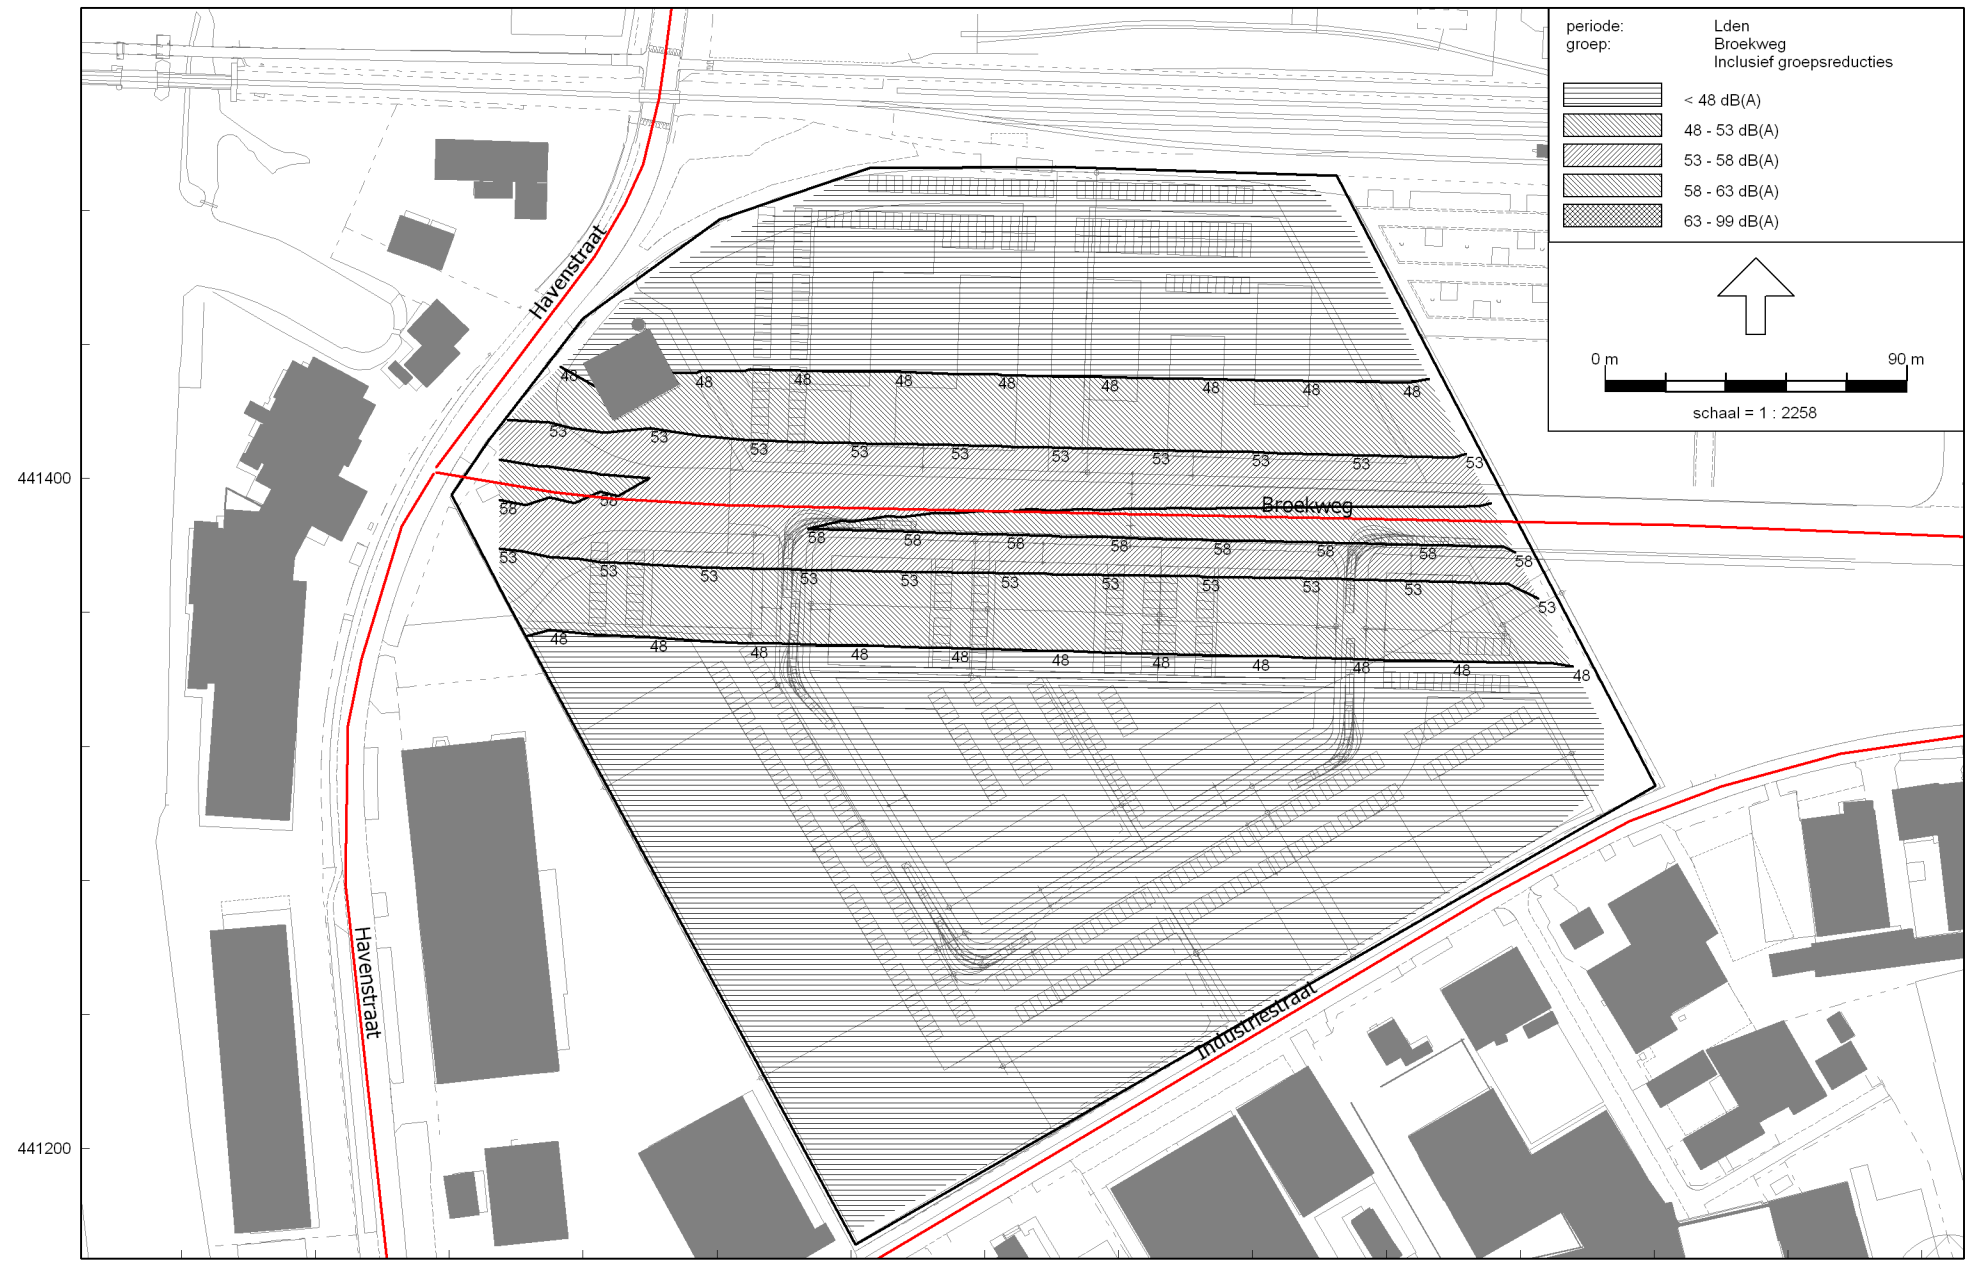 periode: Lden
groep: Broekweg
Inclusief groepsreducties
< 48 dB(A)
48 - 53 dB(A)
53 - 58 dB(A)
58 - 63 dB(A)
63 - 99 dB(A)
0 m 90 m
schaal = 1 : 2258
Havenstraat
48 48 48 48 48 48 48 48 48
53 53 53 53 53 53 53 53 53 53
441400
Broekweg
58 58
58 58 58 58 58 58 58 58
53 53 53 53 53 53 53 53 53 53 53
48 48 48 48 48 48 48 48 48 48 48
Havenstraat
Industriestraat
441200